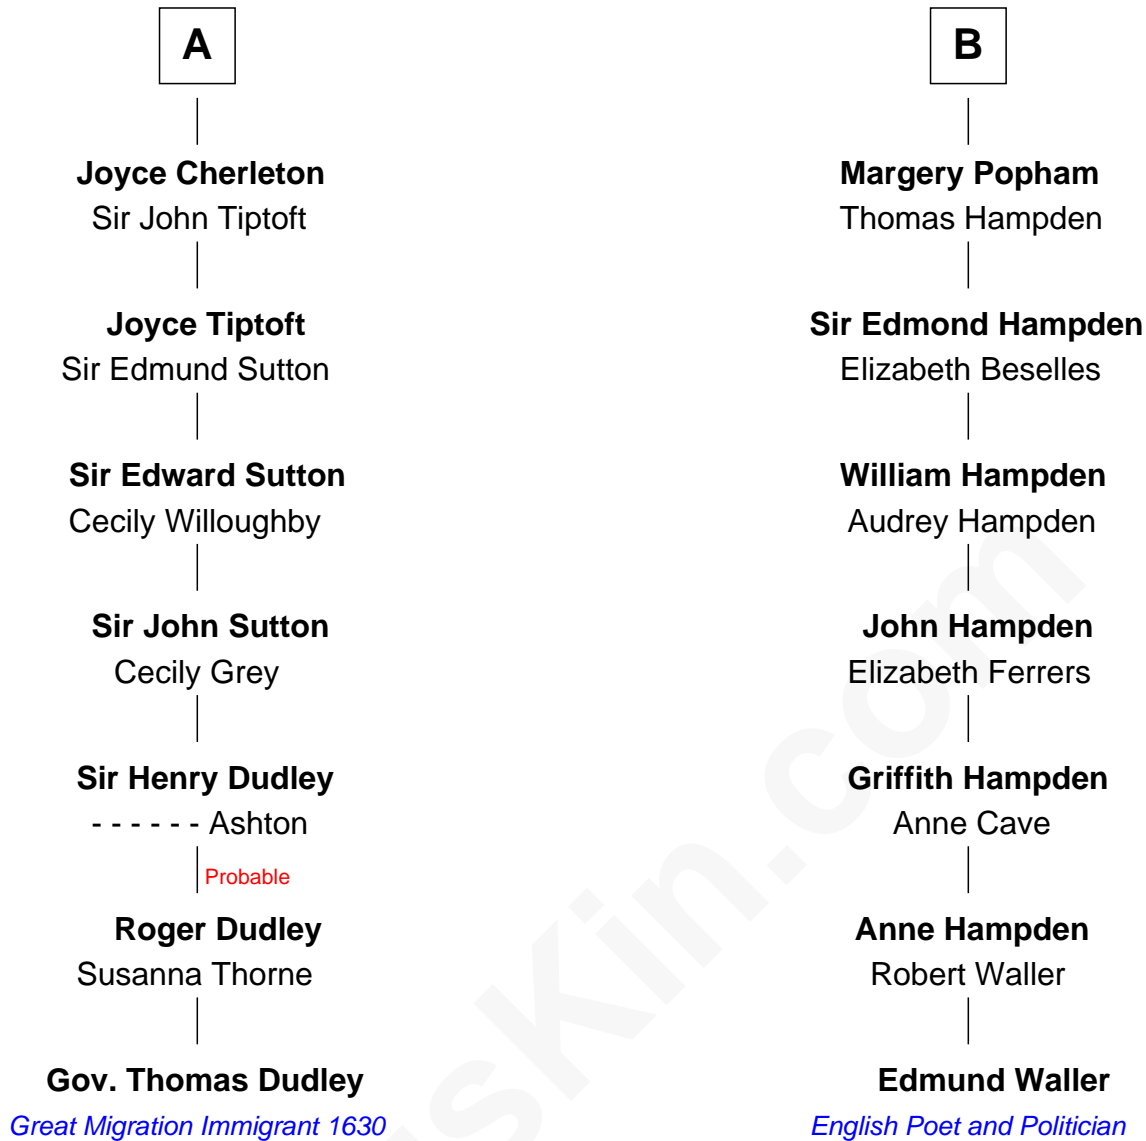 A
Joyce Cherleton
Sir John Tiptoft
Joyce Tiptoft
Sir Edmund Sutton
Sir Edward Sutton
Cecily Willoughby
Sir John Sutton
Cecily Grey
Sir Henry Dudley
- - - - - - Ashton
Probable
Roger Dudley
Susanna Thorne
Gov. Thomas Dudley
Great Migration Immigrant 1630
B
Margery Popham
Thomas Hampden
Sir Edmond Hampden
Elizabeth Beselles
William Hampden
Audrey Hampden
John Hampden
Elizabeth Ferrers
Griffith Hampden
Anne Cave
Anne Hampden
Robert Waller
Edmund Waller
English Poet and Politician